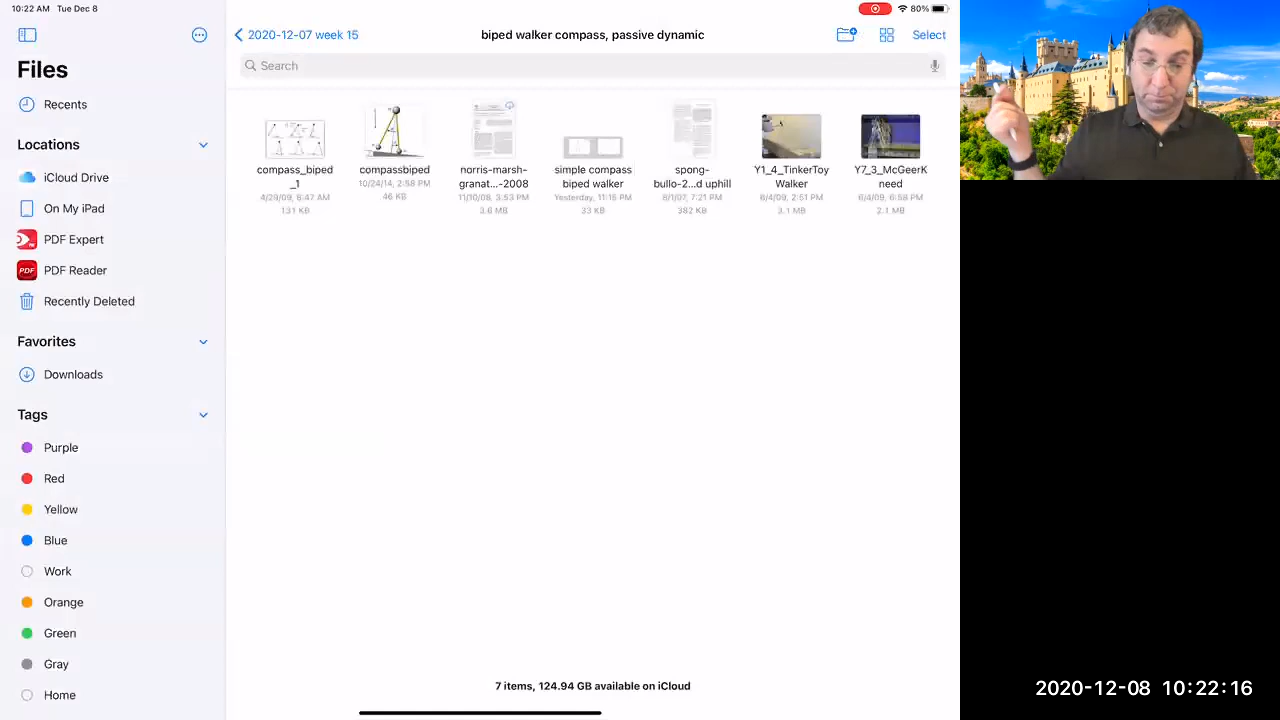 10:22 AM Tue Dec 8
80%
Files
Recents
Locations
iCloud Drive
On My iPad
PDF Expert
PDF Reader
Recently Deleted
Favorites
Downloads
Tags
Purple
Red
Yellow
Blue
Work
Orange
Green
Gray
Home
2020-12-07 week 15
biped walker compass, passive dynamic
Select
Search
compass_biped
_1
4/29/09, 8:47 AM
131 KB
compassbiped
10/24/14, 2:58 PM
46 KB
norris-marsh-
granat...-2008
11/10/08, 3:53 PM
3.6 MB
simple compass
biped walker
Yesterday, 11:15 PM
33 KB
spong-
bullo-2...d uphill
8/1/07, 7:21 PM
382 KB
Y1_4_TinkerToy
Walker
6/4/09, 2:51 PM
3.1 MB
Y7_3_McGeerK
need
6/4/09, 6:58 PM
2.1 MB
7 items, 124.94 GB available on iCloud
2020-12-08 10:22:16